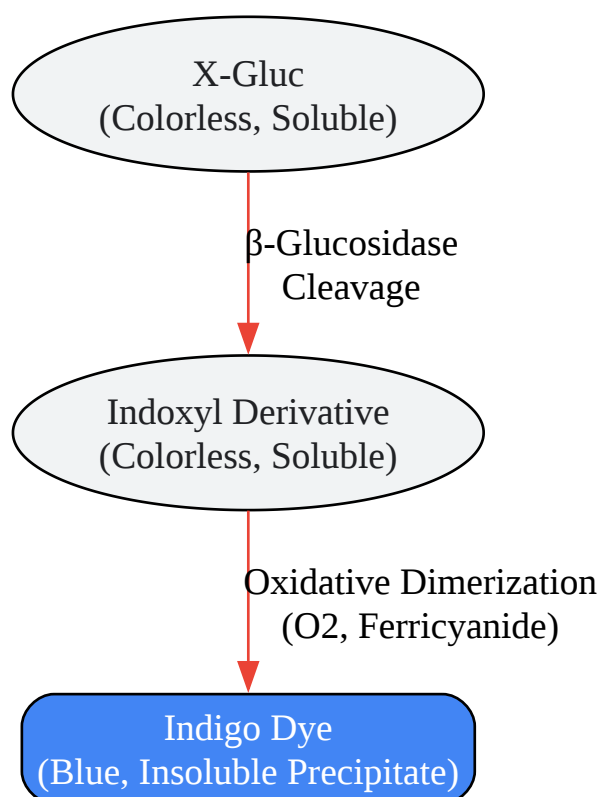 X-Gluc
(Colorless, Soluble)
β-Glucosidase
Cleavage
Indoxyl Derivative
(Colorless, Soluble)
Oxidative Dimerization
(O2, Ferricyanide)
Indigo Dye
(Blue, Insoluble Precipitate)